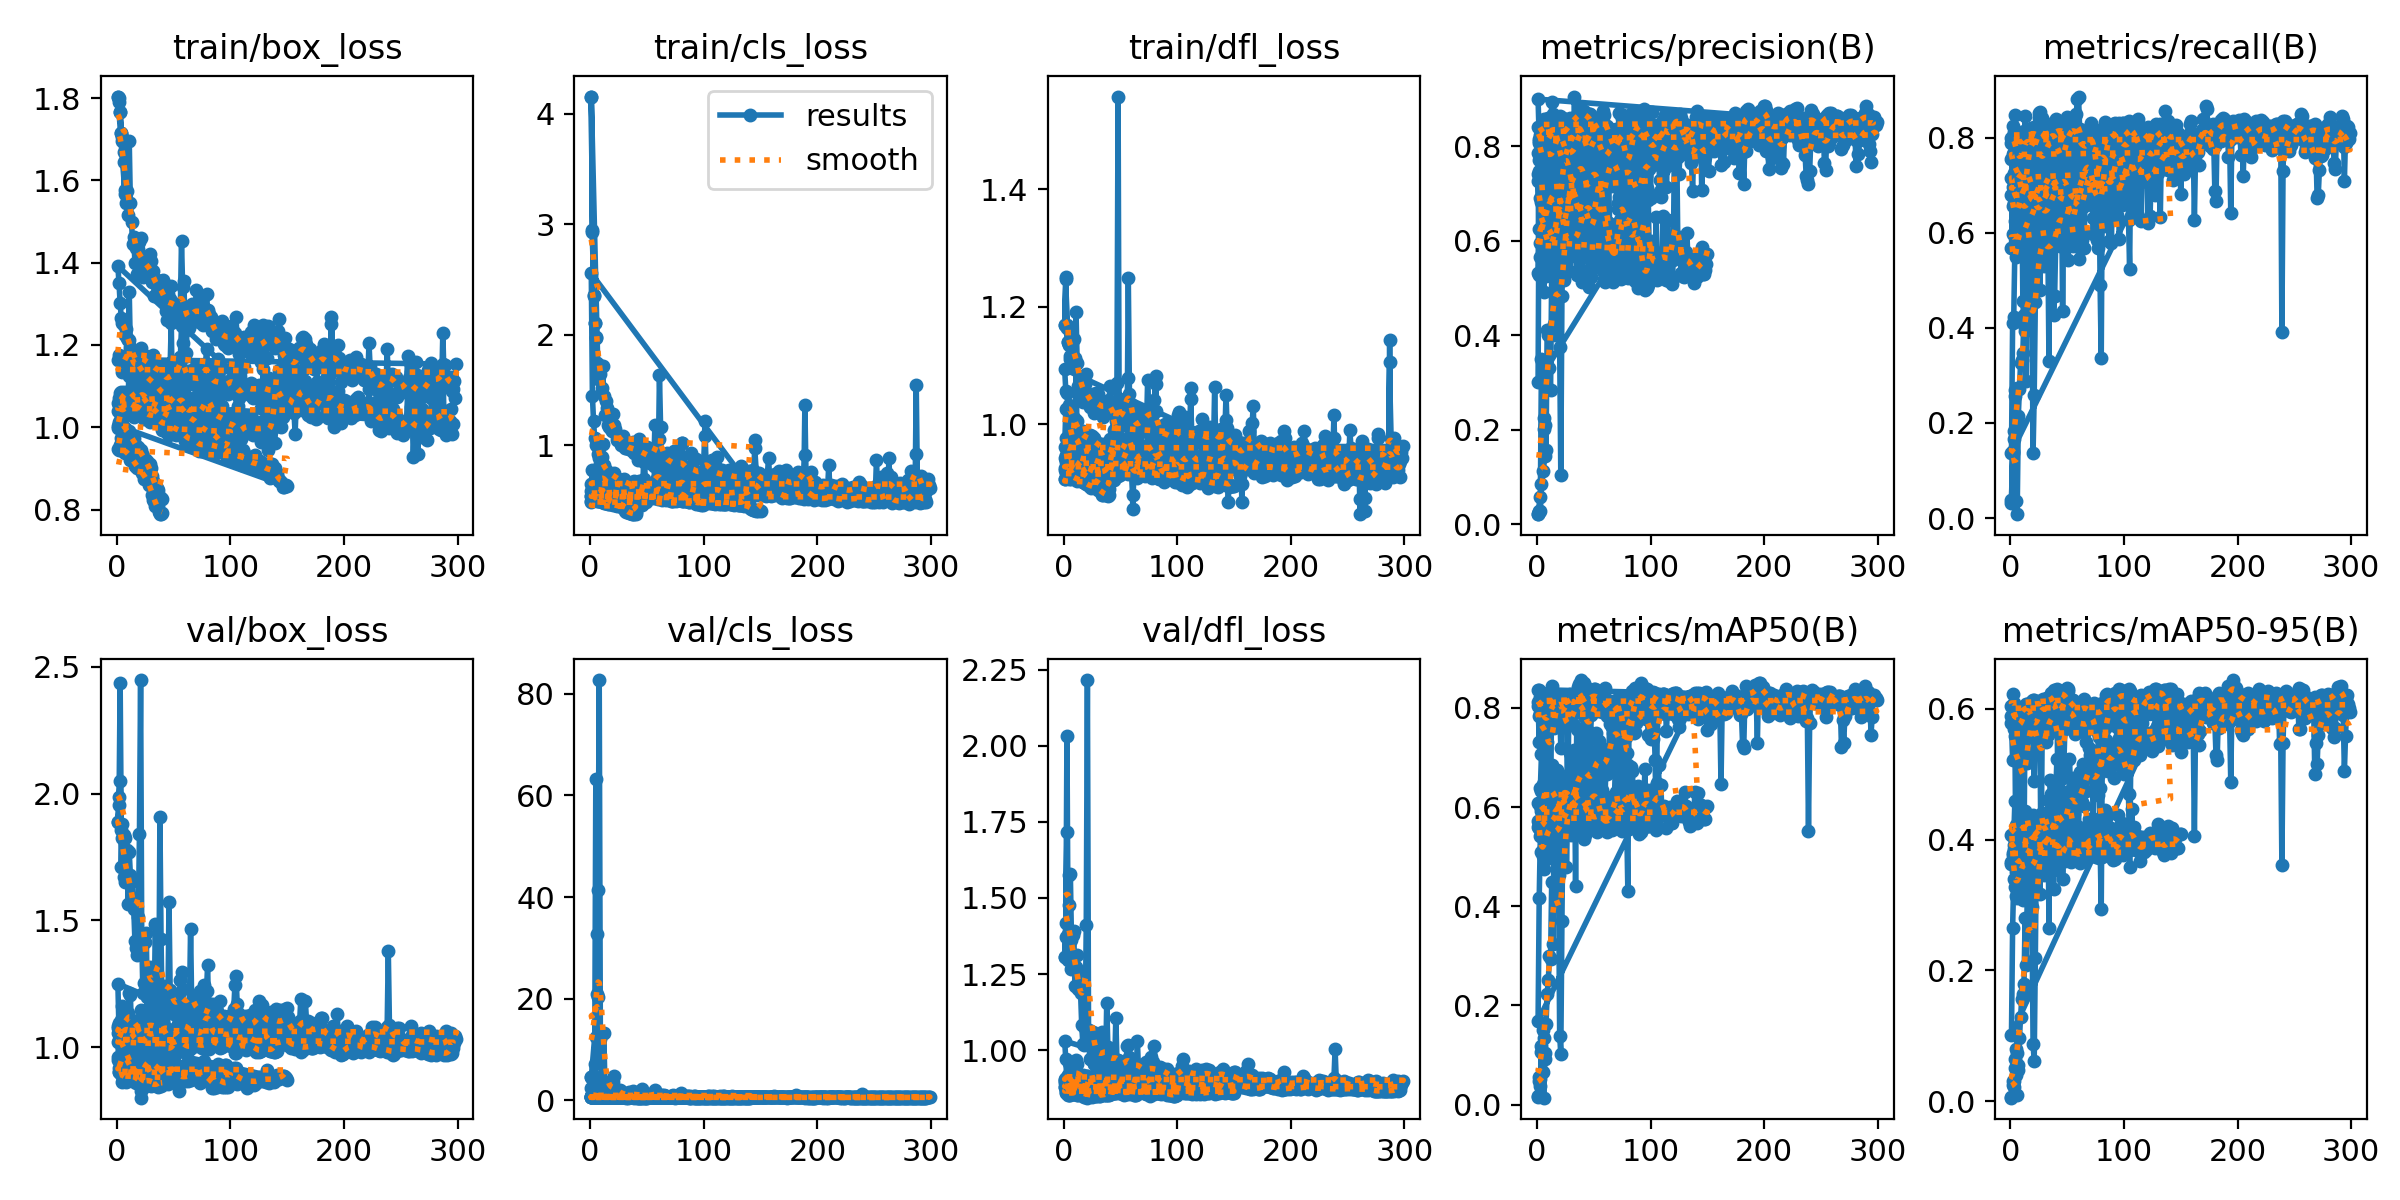 train/box_loss
train/cls_loss
train/dfl_loss
metrics/precision(B)
metrics/recall(B)
1.8
1.6
1.4
1.2
1.0
0.8
0 100 200 300
4
3
2
1
results
smooth
0 100 200 300
1.4
1.2
1.0
0 100 200 300
0.8
0.6
0.4
0.2
0.0
0 100 200 300
0.8
0.6
0.4
0.2
0.0
0 100 200 300
val/box_loss
val/cls_loss
val/dfl_loss
metrics/mAP50(B)
metrics/mAP50-95(B)
2.5
2.0
1.5
1.0
0 100 200 300
80
60
40
20
0
0 100 200 300
2.25
2.00
1.75
1.50
1.25
1.00
0 100 200 300
0.8
0.6
0.4
0.2
0.0
0 100 200 300
0.6
0.4
0.2
0.0
0 100 200 300